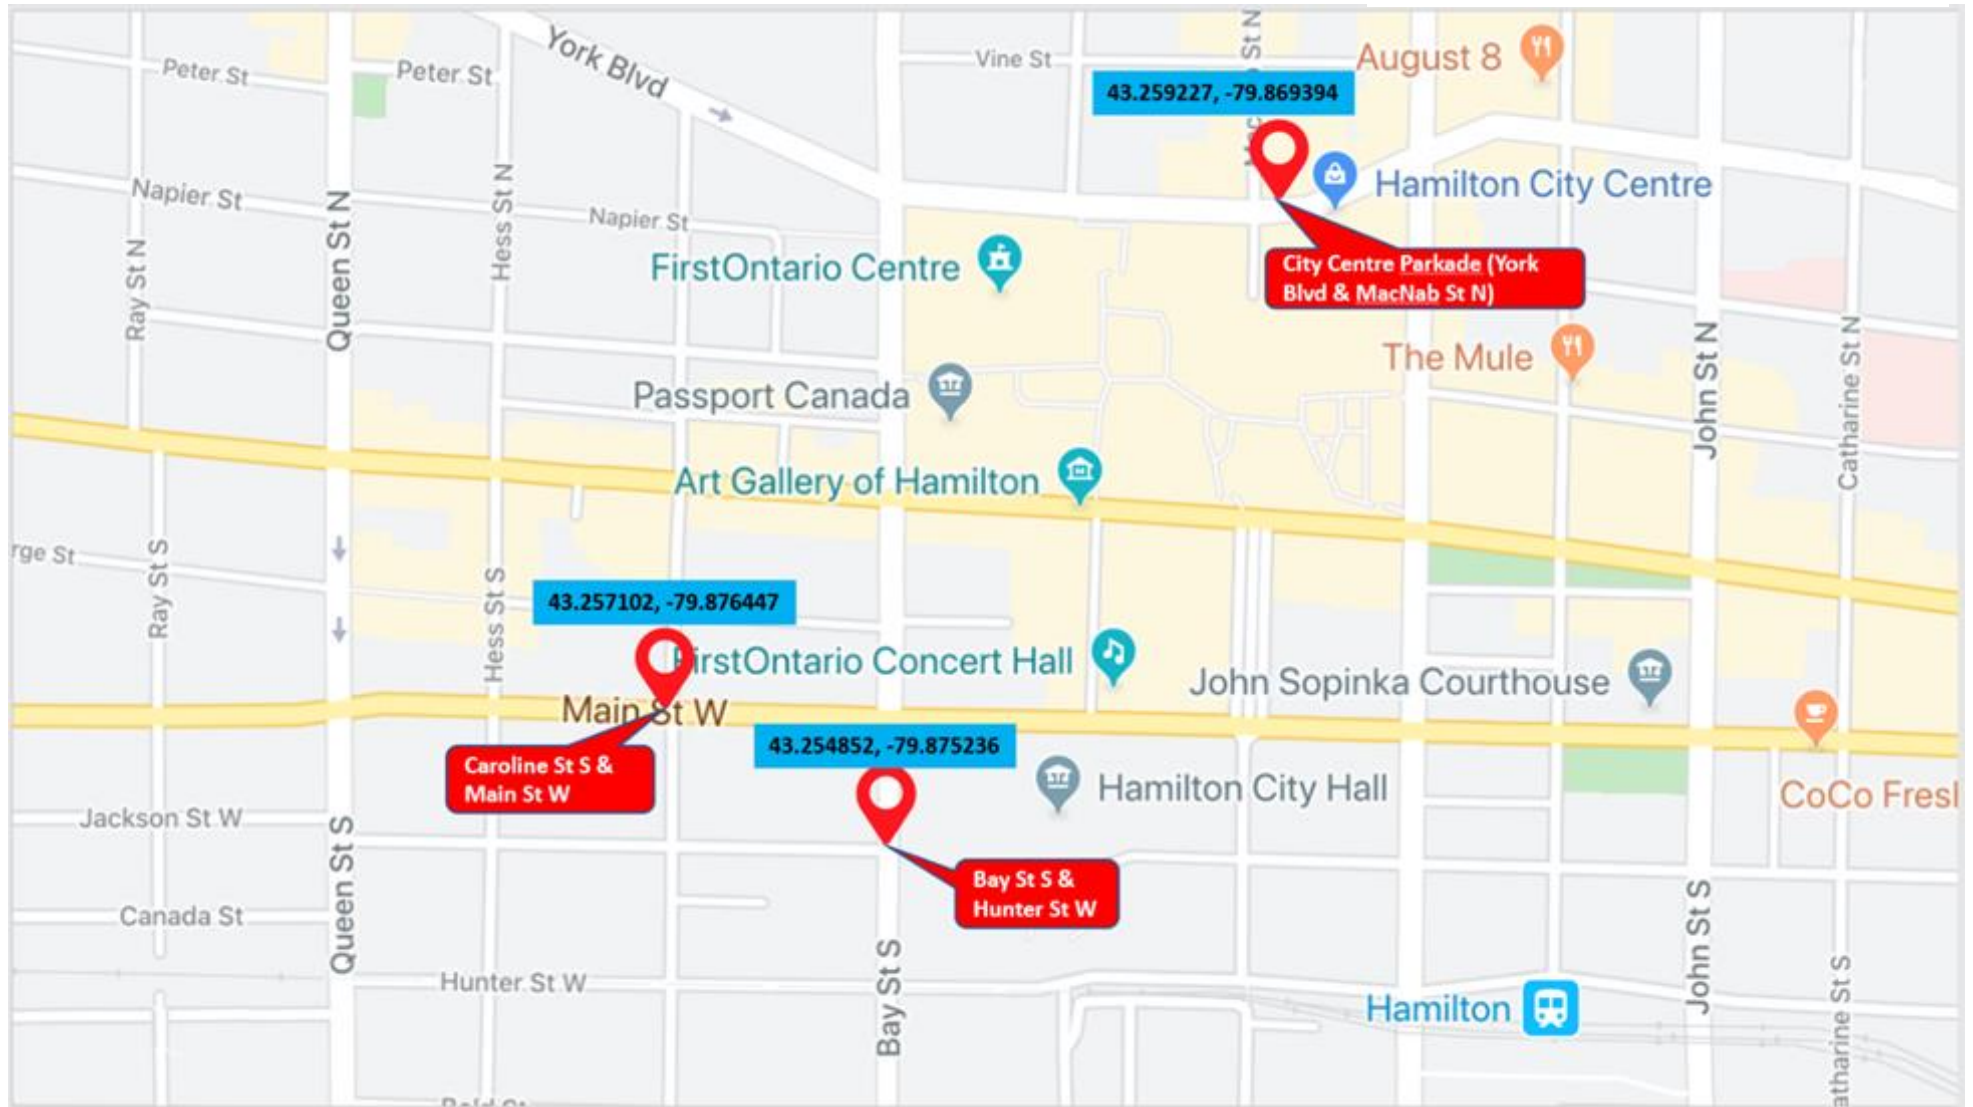 York Blvd
Vine St
August 8
Peter St
Peter St
43.259227, -79.869394
Hamilton City Centre
Napier St
Napier St
Hess St N
Queen St N
Ray St N
FirstOntario Centre
City Centre Parkade (York
Blvd & MacNab St N)
The Mule
John St N
Catharine St N
Passport Canada
Art Gallery of Hamilton
rge St
Ray St S
Hess St S
43.257102, -79.876447
FirstOntario Concert Hall
John Sopinka Courthouse
Main St W
43.254852, -79.875236
Caroline St S &
Main St W
Hamilton City Hall
CoCo Fresh
Jackson St W
Queen St S
Bay St S &
Hunter St W
Canada St
John St S
Bay St S
Hunter St W
Hamilton
atharine St S